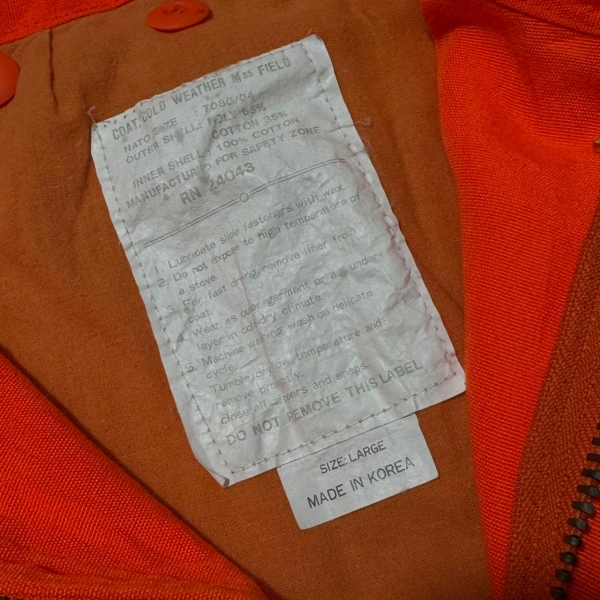 COAT, COLD WEATHER M65 FIELD
NATO SIZE 7080/04
OUTER SHELL: POL. 65%
COTTON 35%
INNER SHELL 100% COTTON
MANUFACTURED FOR SAFETY ZONE
RN 24043
1. Lubricate slide fasteners with wax.
2. Do not expose to high temperature of
a stove.
3. For fast drying, remove liner from
coat.
4. Wear as outer garment or as under
layer in cold-dry climate.
5. Machine washing wash on delicate
cycle.
Tumble dry on temperature and
remove promptly.
close all zippers and snaps
DO NOT REMOVE THIS LABEL
SIZE: LARGE
MADE IN KOREA